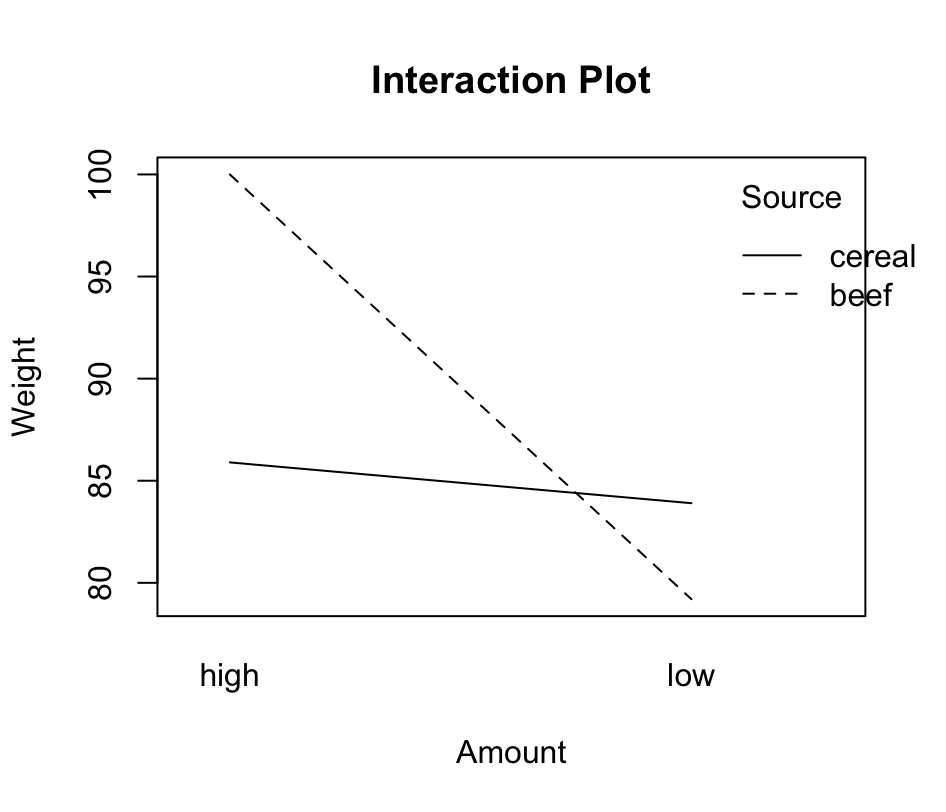 Interaction Plot
Weight
100
95
90
85
80
Source
cereal
beef
high
low
Amount